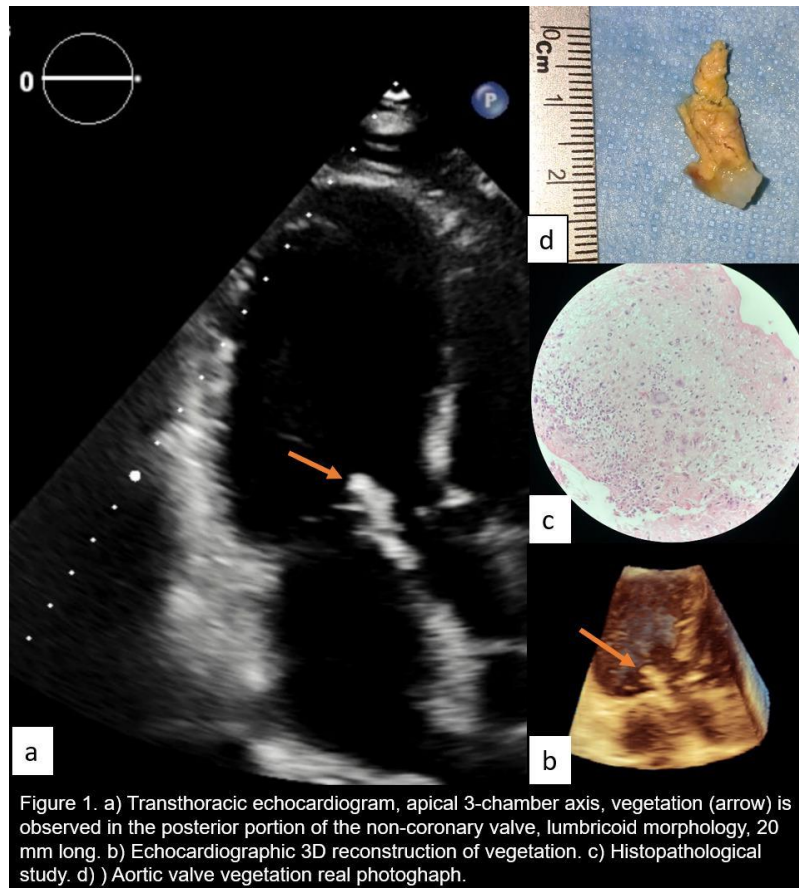 0
P
0
Cm
1
2
d
c
b
a
Figure 1. a) Transthoracic echocardiogram, apical 3-chamber axis, vegetation (arrow) is
observed in the posterior portion of the non-coronary valve, lumbricoid morphology, 20
mm long. b) Echocardiographic 3D reconstruction of vegetation. c) Histopathological
study. d) ) Aortic valve vegetation real photoghaph.